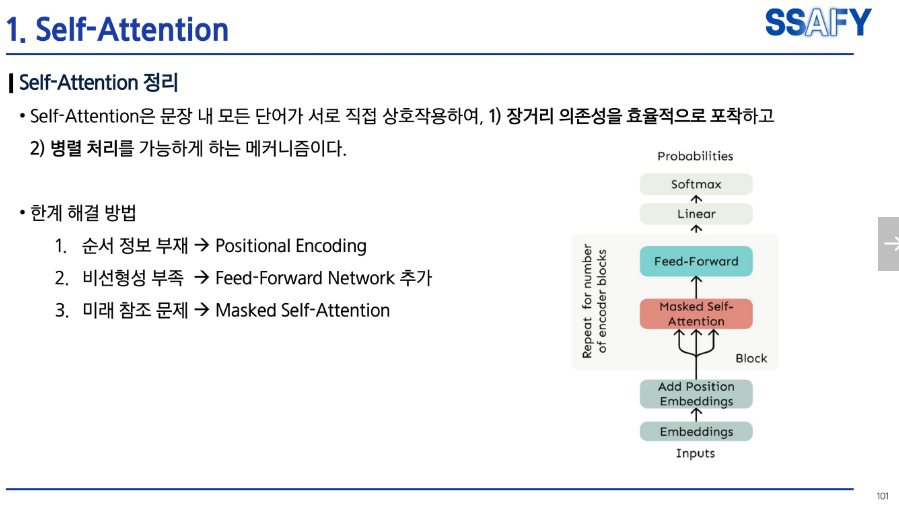 1. Self-Attention
SSAFY
Self-Attention 정리
• Self-Attention은 문장 내 모든 단어가 서로 직접 상호작용하여, 1) 장거리 의존성을 효율적으로 포착하고
2) 병렬 처리를 가능하게 하는 메커니즘이다.
• 한계 해결 방법
1. 순서 정보 부재 → Positional Encoding
2. 비선형성 부족 → Feed-Forward Network 추가
3. 미래 참조 문제 → Masked Self-Attention
Probabilities
Softmax
Linear
Repeat for number
of encoder blocks
Feed-Forward
Masked Self-
Attention
Block
Add Position
Embeddings
Embeddings
Inputs
101